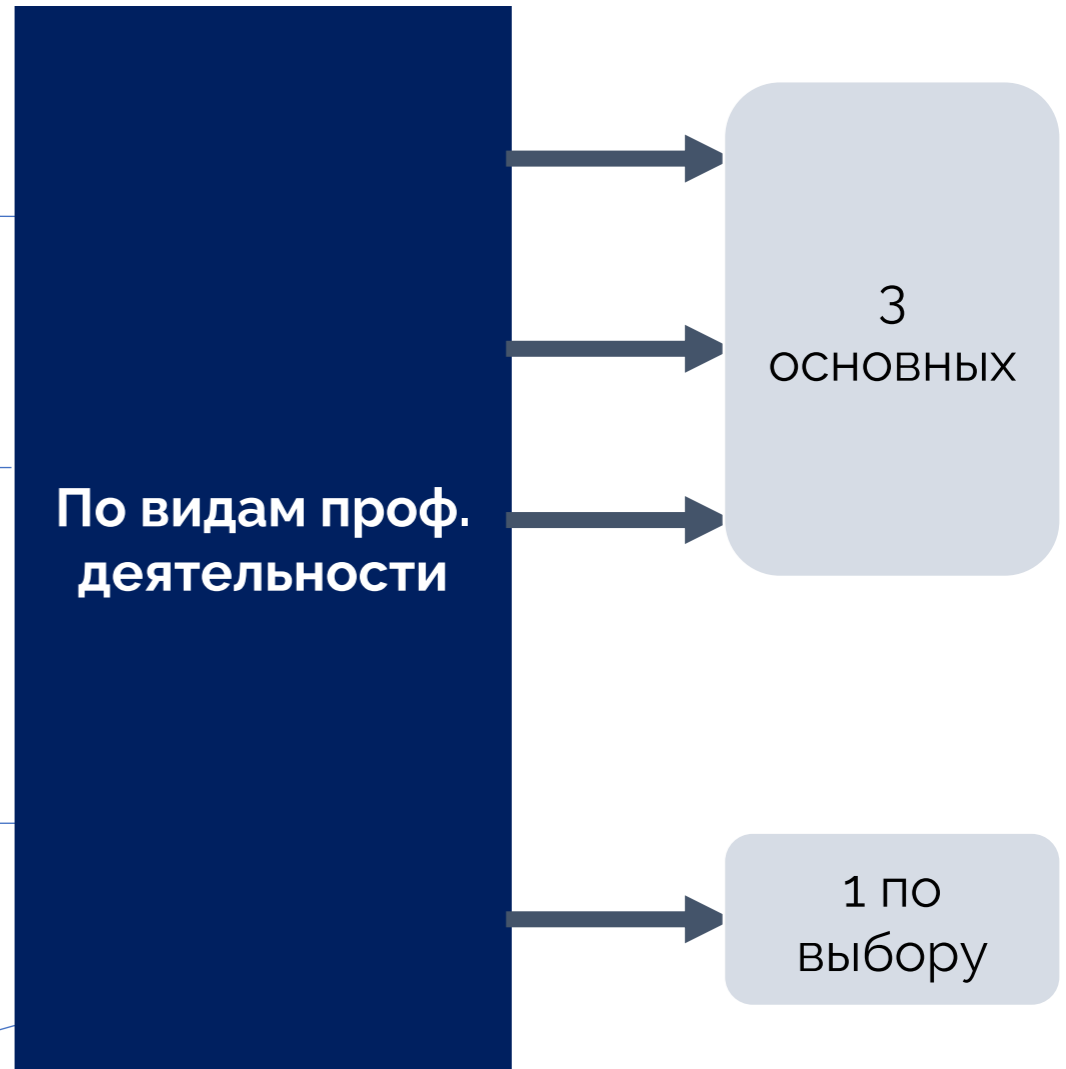 По видам проф.
деятельности
3
основных
1 по
выбору